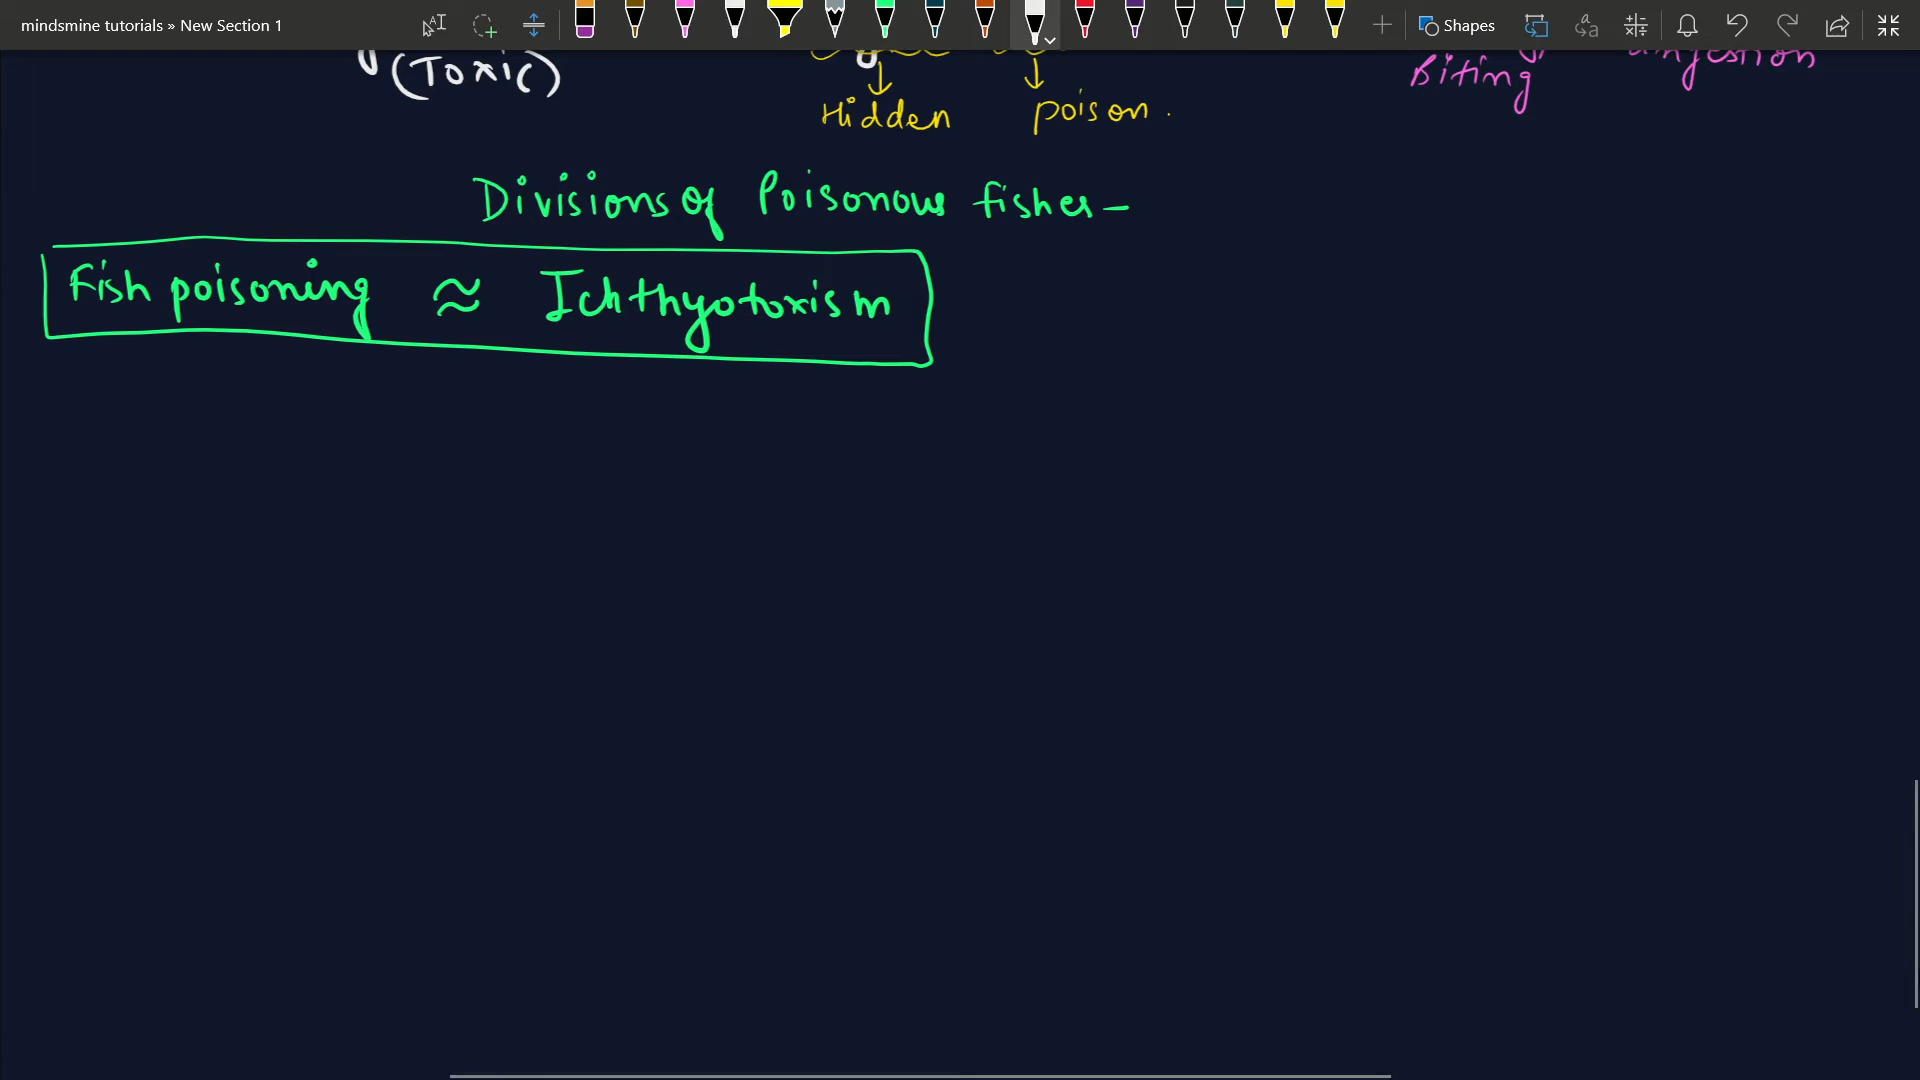 mindsmine tutorials » New Section 1
Shapes
(Toxic)
Hidden poison.
Biting
Divisions of Poisonous fishes -
Fish poisoning ≈ Ichthyotoxism